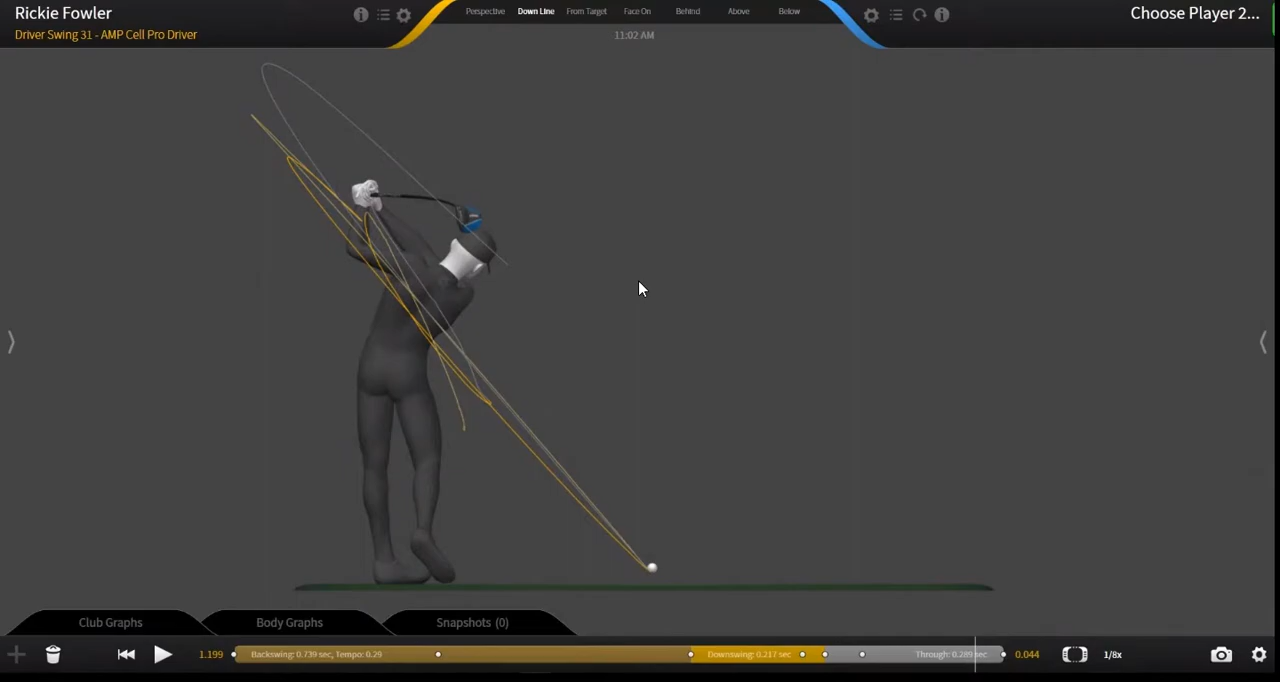 Rickie Fowler
Driver Swing 31 - AMP Cell Pro Driver
Perspective Down Line From Target Face On Behind Above Below
11:02 AM
Choose Player 2...
Club Graphs Body Graphs Snapshots (0)
1.199 Backswing: 0.739 sec, Tempo: 0.29 Downswing: 0.217 sec Through: 0.289 sec 0.044 1/8x